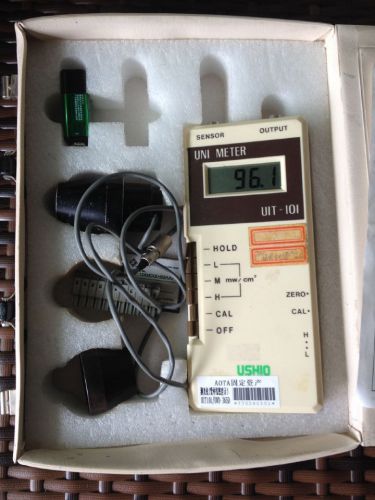 SENSOR OUTPUT
UNI METER
96.1
UIT-101
HOLD
L
M mw/cm²
H
ZERO
CAL
CAL
H
L
OFF
USHIO
AOTA固定资产